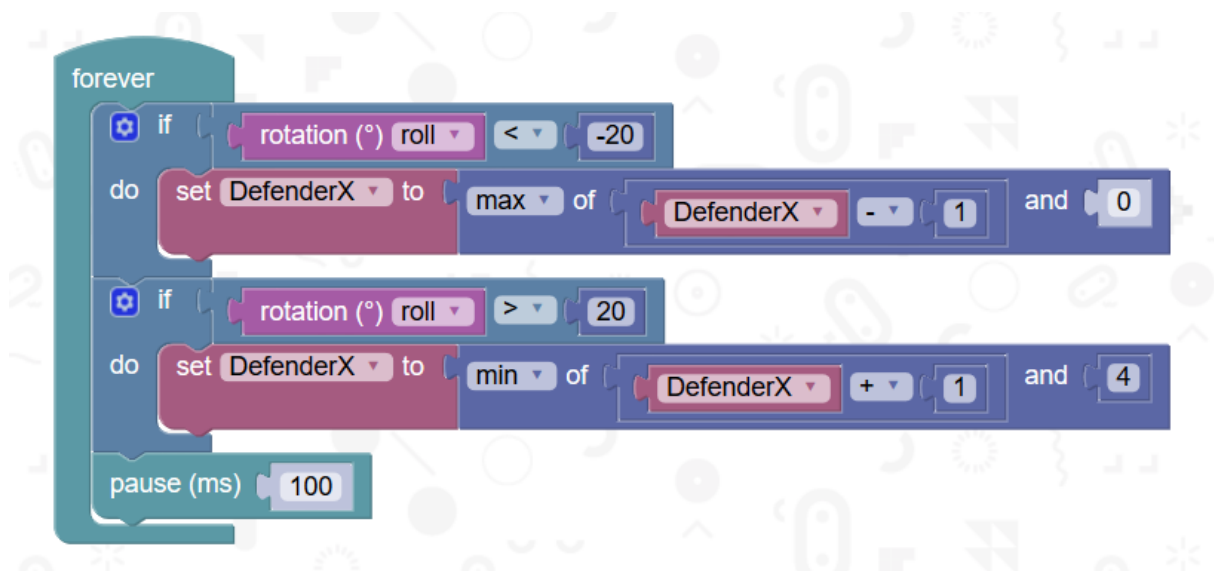 forever
if rotation (°) roll < -20
do set DefenderX to max of DefenderX - 1 and 0
if rotation (°) roll > 20
do set DefenderX to min of DefenderX + 1 and 4
pause (ms) 100